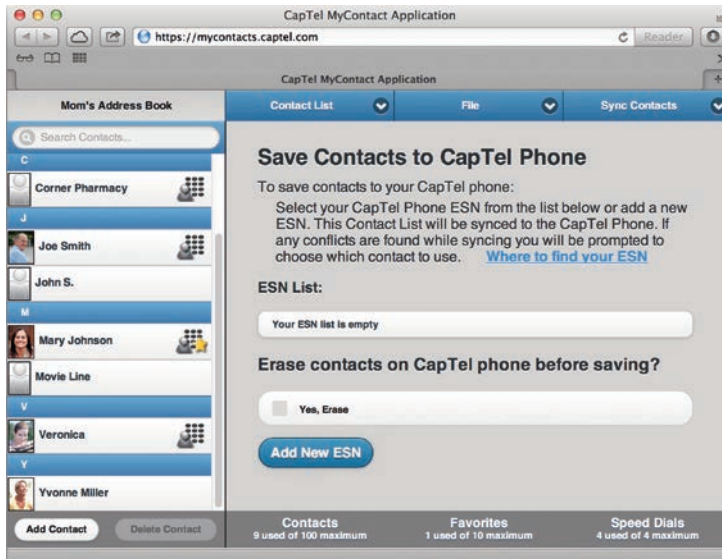 CapTel MyContact Application
https://mycontacts.captel.com
Reader
CapTel MyContact Application
Mom's Address Book
Contact List
File
Sync Contacts
Search Contacts...
C
Corner Pharmacy
J
Joe Smith
John S.
M
Mary Johnson
Movie Line
V
Veronica
Y
Yvonne Miller
Add Contact
Delete Contact
Save Contacts to CapTel Phone
To save contacts to your CapTel phone:
Select your CapTel Phone ESN from the list
below or add a new
ESN. This Contact List will be synced to the CapTel Phone. If
any conflicts are found while syncing you will be prompted to
choose which contact to use. Where to find your ESN
ESN List:
Your ESN list is empty
Erase contacts on CapTel phone before saving?
Yes, Erase
Add New ESN
Contacts
9 used of 100 maximum
Favorites
1 used of 10 maximum
Speed Dials
4 used of 4 maximum